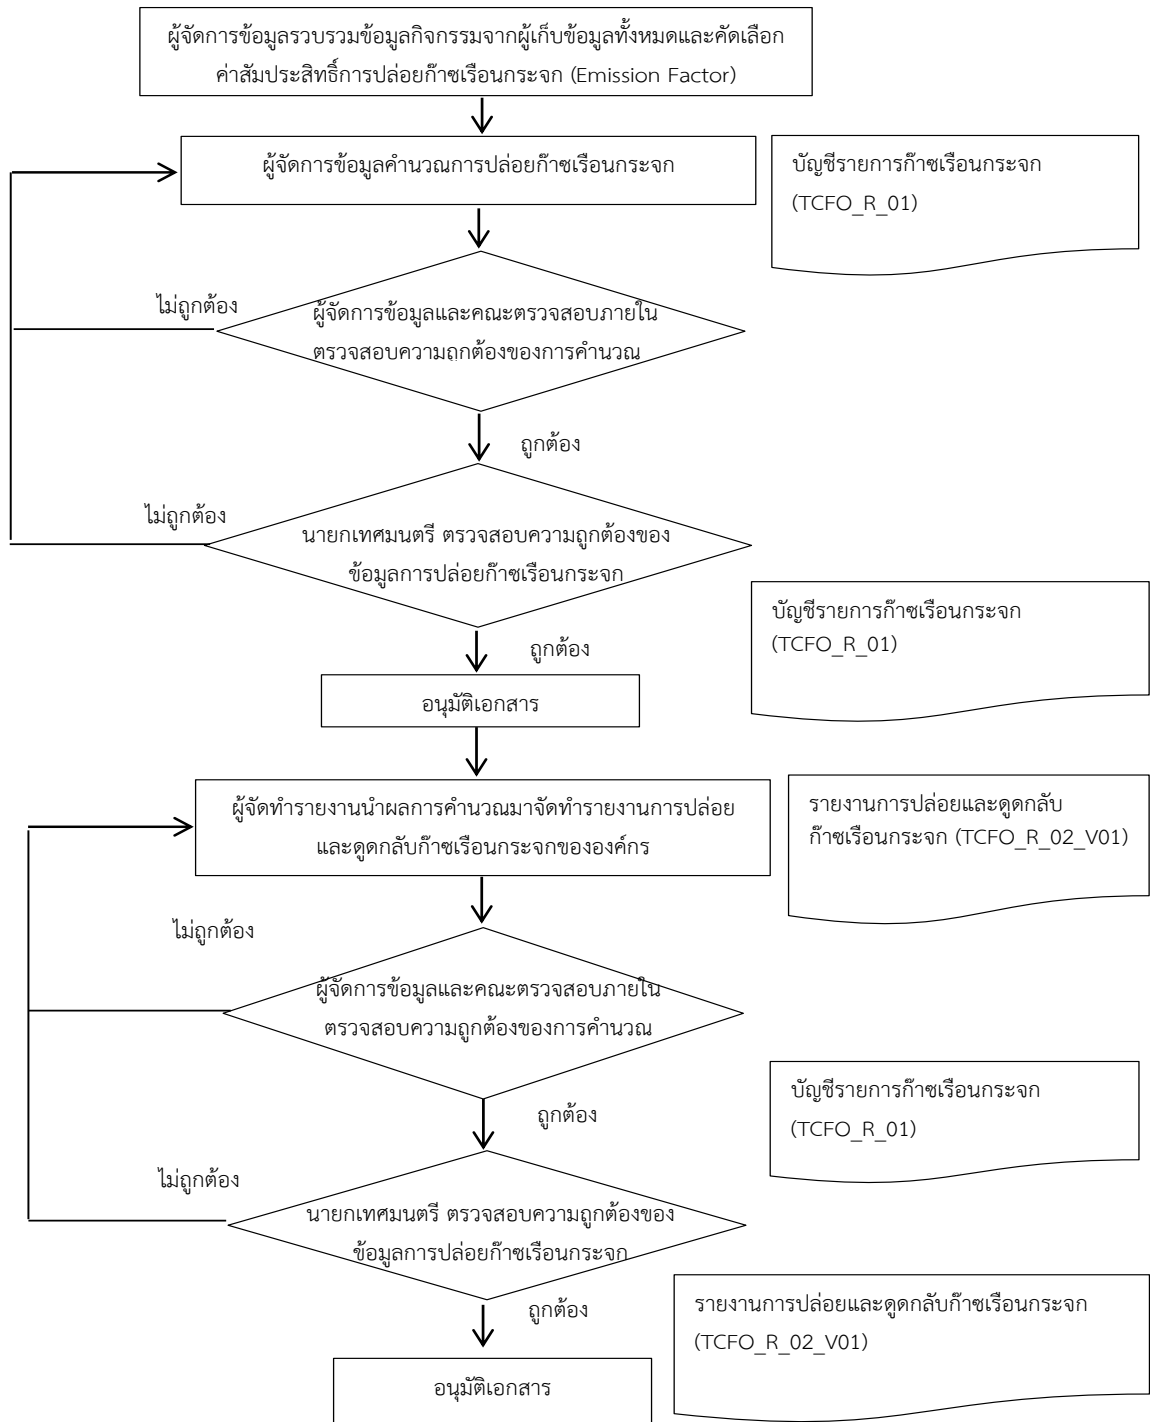 ผู้จัดการข้อมูลรวบรวมข้อมูลกิจกรรมจากผู้เก็บข้อมูลทั้งหมดและคัดเลือก
ค่าสัมประสิทธิ์การปล่อยก๊าซเรือนกระจก (Emission Factor)
ผู้จัดการข้อมูลคำนวณการปล่อยก๊าซเรือนกระจก
บัญชีรายการก๊าซเรือนกระจก
(TCFO_R_01)
ไม่ถูกต้อง
ผู้จัดการข้อมูลและคณะตรวจสอบภายใน
ตรวจสอบความถูกต้องของการคำนวณ
ถูกต้อง
ไม่ถูกต้อง
นายกเทศมนตรี ตรวจสอบความถูกต้องของ
ข้อมูลการปล่อยก๊าซเรือนกระจก
บัญชีรายการก๊าซเรือนกระจก
(TCFO_R_01)
ถูกต้อง
อนุมัติเอกสาร
ผู้จัดทำรายงานนำผลการคำนวณมาจัดทำรายงานการปล่อย
และดูดกลับก๊าซเรือนกระจกขององค์กร
รายงานการปล่อยและดูดกลับ
ก๊าซเรือนกระจก (TCFO_R_02_V01)
ไม่ถูกต้อง
ผู้จัดการข้อมูลและคณะตรวจสอบภายใน
ตรวจสอบความถูกต้องของการคำนวณ
บัญชีรายการก๊าซเรือนกระจก
(TCFO_R_01)
ถูกต้อง
ไม่ถูกต้อง
นายกเทศมนตรี ตรวจสอบความถูกต้องของ
ข้อมูลการปล่อยก๊าซเรือนกระจก
ถูกต้อง
รายงานการปล่อยและดูดกลับก๊าซเรือนกระจก
(TCFO_R_02_V01)
อนุมัติเอกสาร